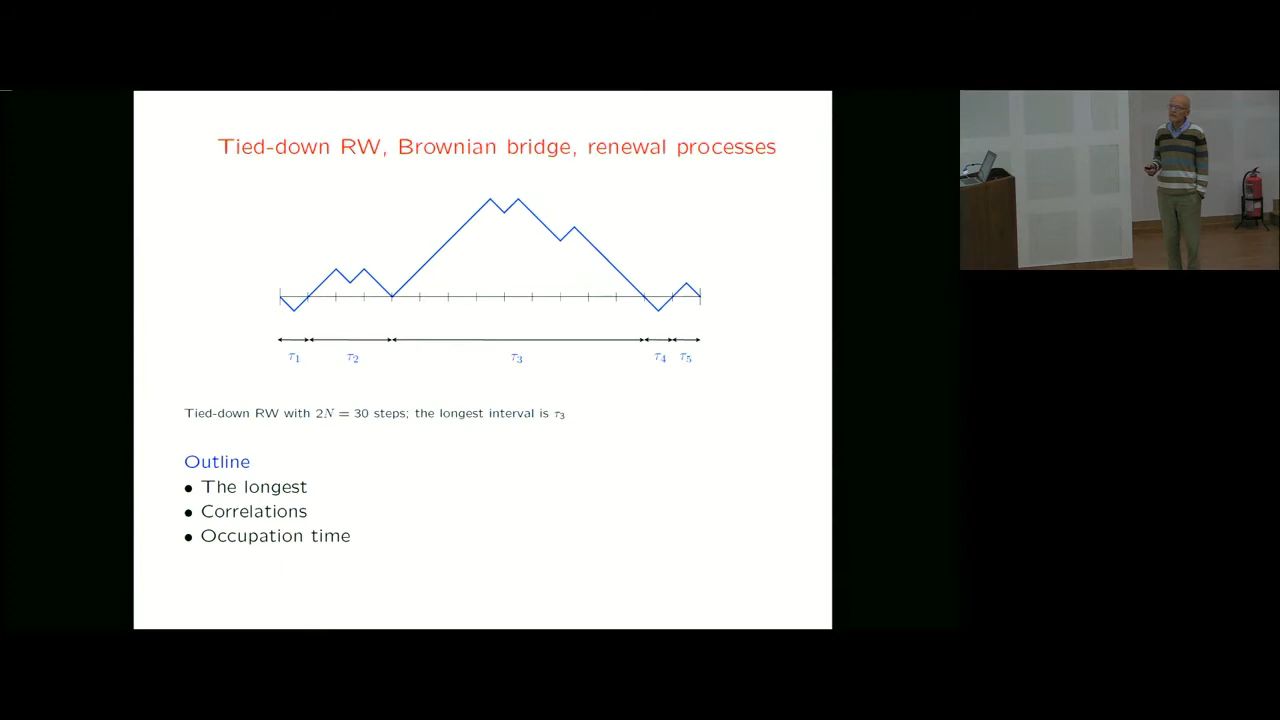 Tied-down RW, Brownian bridge, renewal processes
τ1 τ2 τ3 τ4 τ5
Tied-down RW with 2N = 30 steps; the longest interval is τ3
Outline
• The longest
• Correlations
• Occupation time